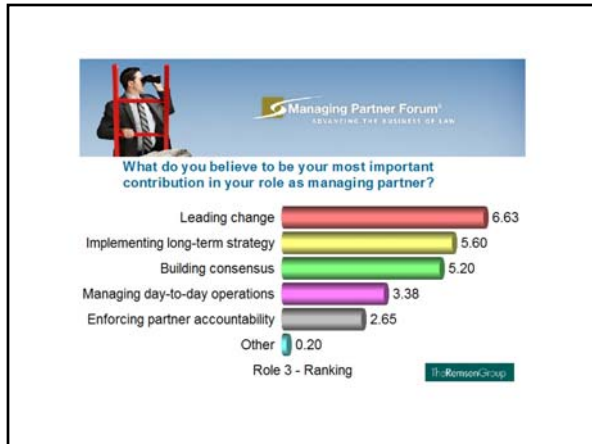 Managing Partner Forum®
ADVANCING THE BUSINESS OF LAW
What do you believe to be your most important
contribution in your role as managing partner?
Leading change 6.63
Implementing long-term strategy 5.60
Building consensus 5.20
Managing day-to-day operations 3.38
Enforcing partner accountability 2.65
Other 0.20
Role 3 - Ranking
TheRemsenGroup